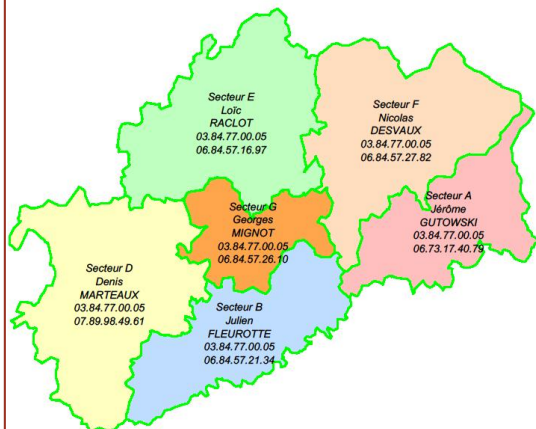 Secteur E
Loïc
RACLOT
03.84.77.00.05
06.84.57.16.97
Secteur F
Nicolas
DESVAUX
03.84.77.00.05
06.84.57.27.82
Secteur G
Georges
MIGNOT
03.84.77.00.05
06.84.57.26.10
Secteur A
Jérôme
GUTOWSKI
03.84.77.00.05
06.73.17.40.79
Secteur D
Denis
MARTEAUX
03.84.77.00.05
07.89.98.49.61
Secteur B
Julien
FLEUROTTE
03.84.77.00.05
06.84.57.21.34